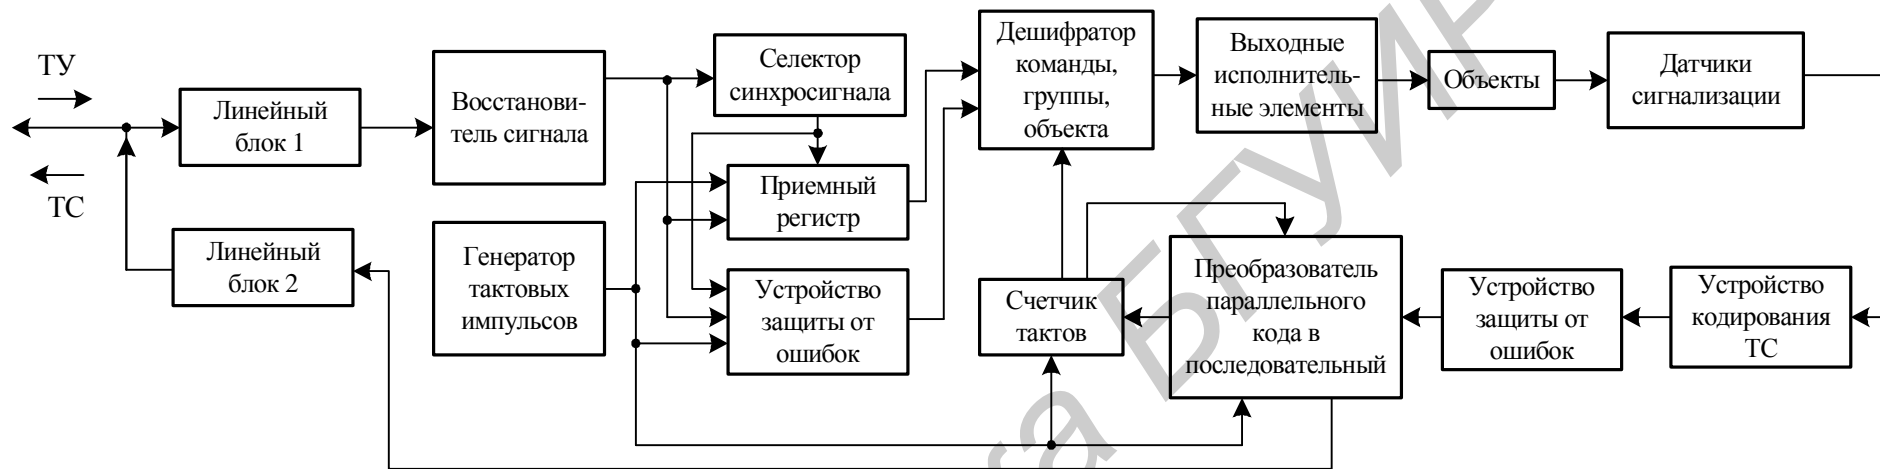 ТУ
ТС
Линейный
блок 1
Линейный
блок 2
Восстанови-
тель сигнала
Генератор
тактовых
импульсов
Селектор
синхросигнала
Приемный
регистр
Устройство
защиты от
ошибок
Дешифратор
команды,
группы,
объекта
Счетчик
тактов
Выходные
исполнитель-
ные элементы
Объекты
Датчики
сигнализации
Преобразователь
параллельного
кода в
последовательный
Устройство
защиты от
ошибок
Устройство
кодирования
ТС
БГУИР